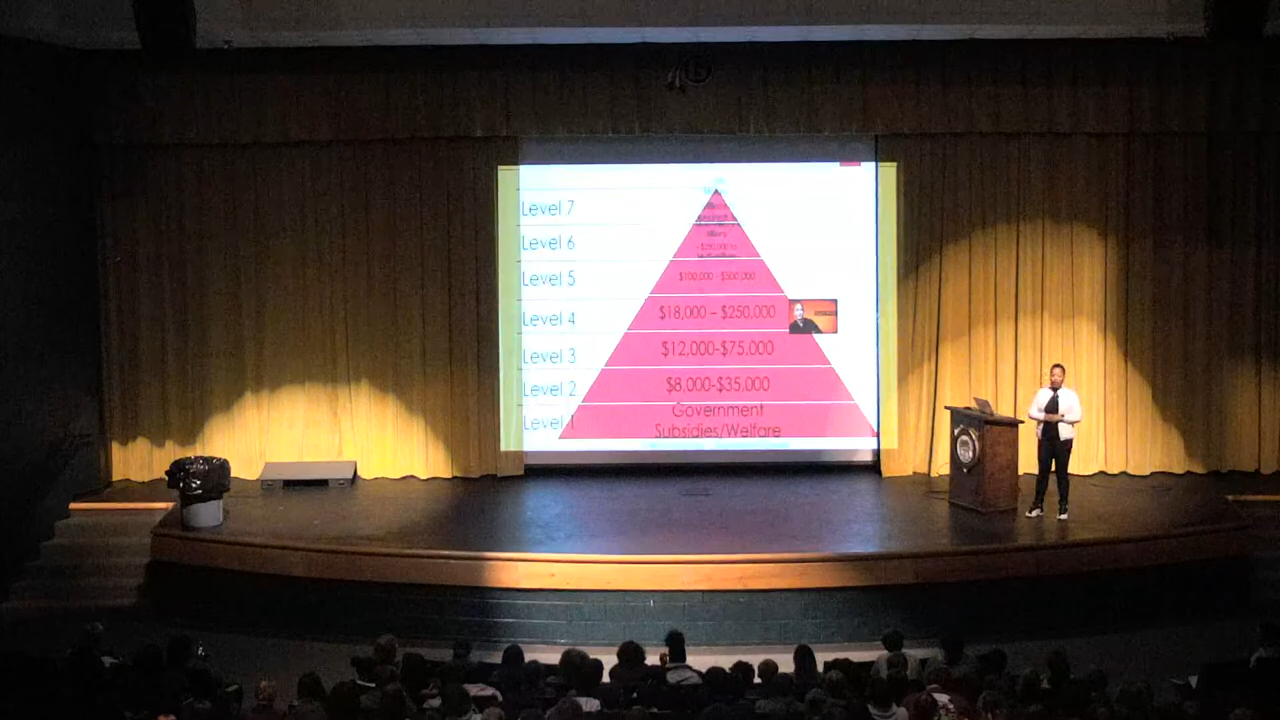 Level 7
Level 6
Level 5
$100,000 - $500,000
Level 4
$18,000 – $250,000
Level 3
$12,000-$75,000
Level 2
$8,000-$35,000
Level 1
Government
Subsidies/Welfare